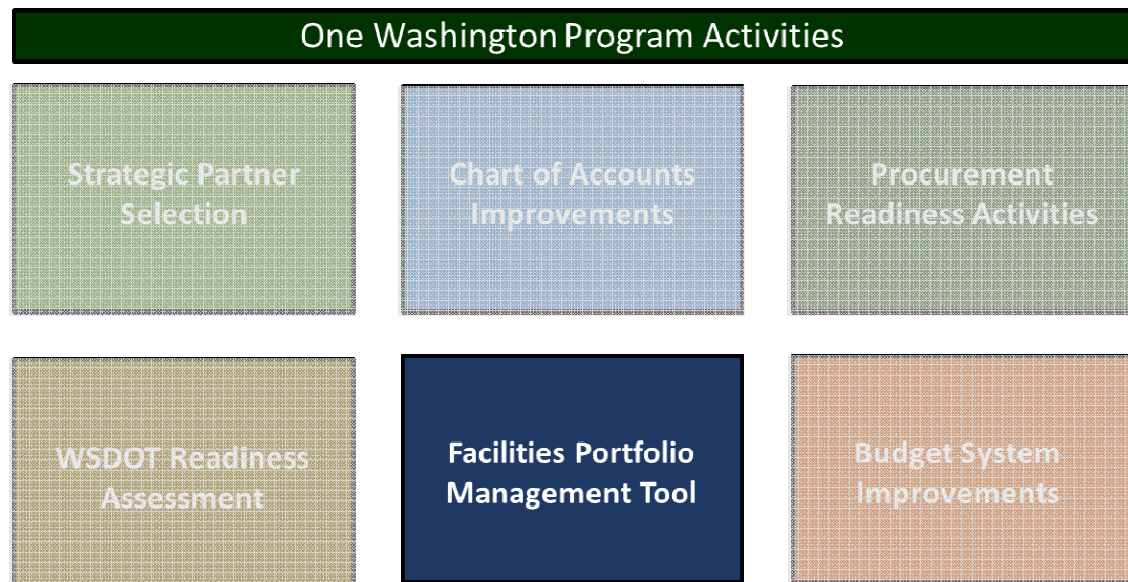 One Washington Program Activities
Strategic Partner
Selection
Chart of Accounts
Improvements
Procurement
Readiness Activities
WSDOT Readiness
Assessment
Facilities Portfolio
Management Tool
Budget System
Improvements